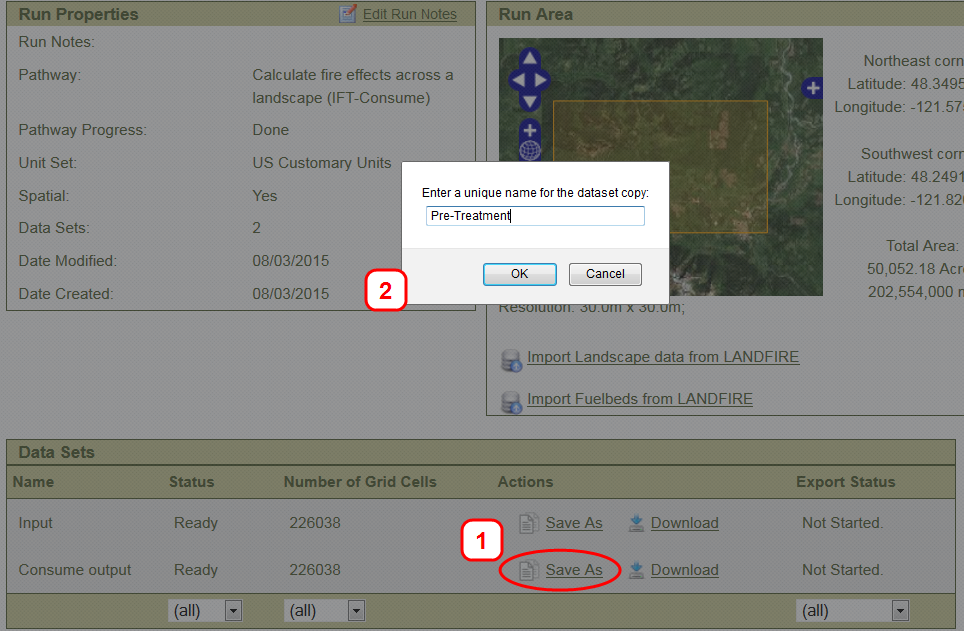 Run Properties
Edit Run Notes
Run Notes:
Pathway:
Calculate fire effects across a
landscape (IFT-Consume)
Pathway Progress:
Done
Unit Set:
US Customary Units
Spatial:
Yes
Data Sets:
2
Date Modified:
08/03/2015
Date Created:
08/03/2015
Run Area
Northeast corn
Latitude: 48.3495
Longitude: -121.57
Southwest corn
Latitude: 48.2491
Longitude: -121.820
Total Area:
50,052.18 Acre
202,554,000 m
Resolution: 30.0m x 30.0m;
Import Landscape data from LANDFIRE
Import Fuelbeds from LANDFIRE
Enter a unique name for the dataset copy:
Pre-Treatment
OK Cancel
2
Data Sets
Name Status Number of Grid Cells Actions Export Status
Input Ready 226038 Save As Download Not Started.
1
Consume output Ready 226038 Save As Download Not Started.
(all) (all) (all)